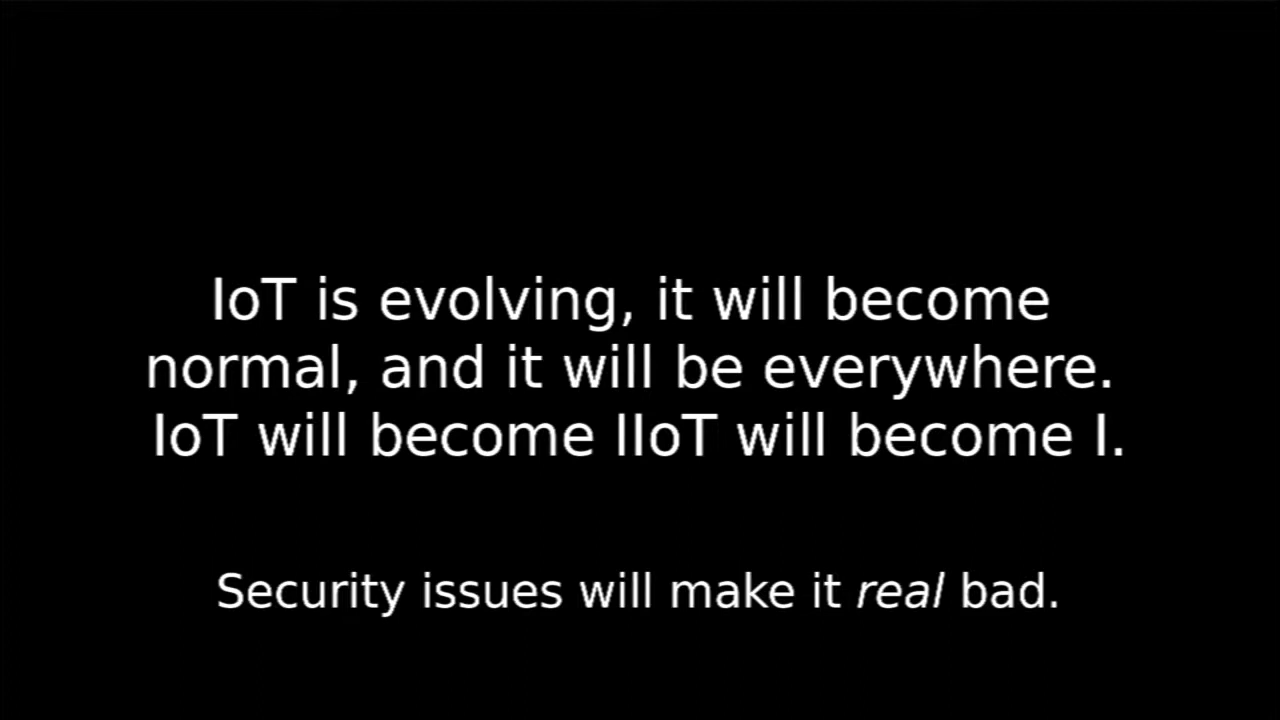 IoT is evolving, it will become
normal, and it will be everywhere.
IoT will become IIoT will become I.
Security issues will make it real bad.